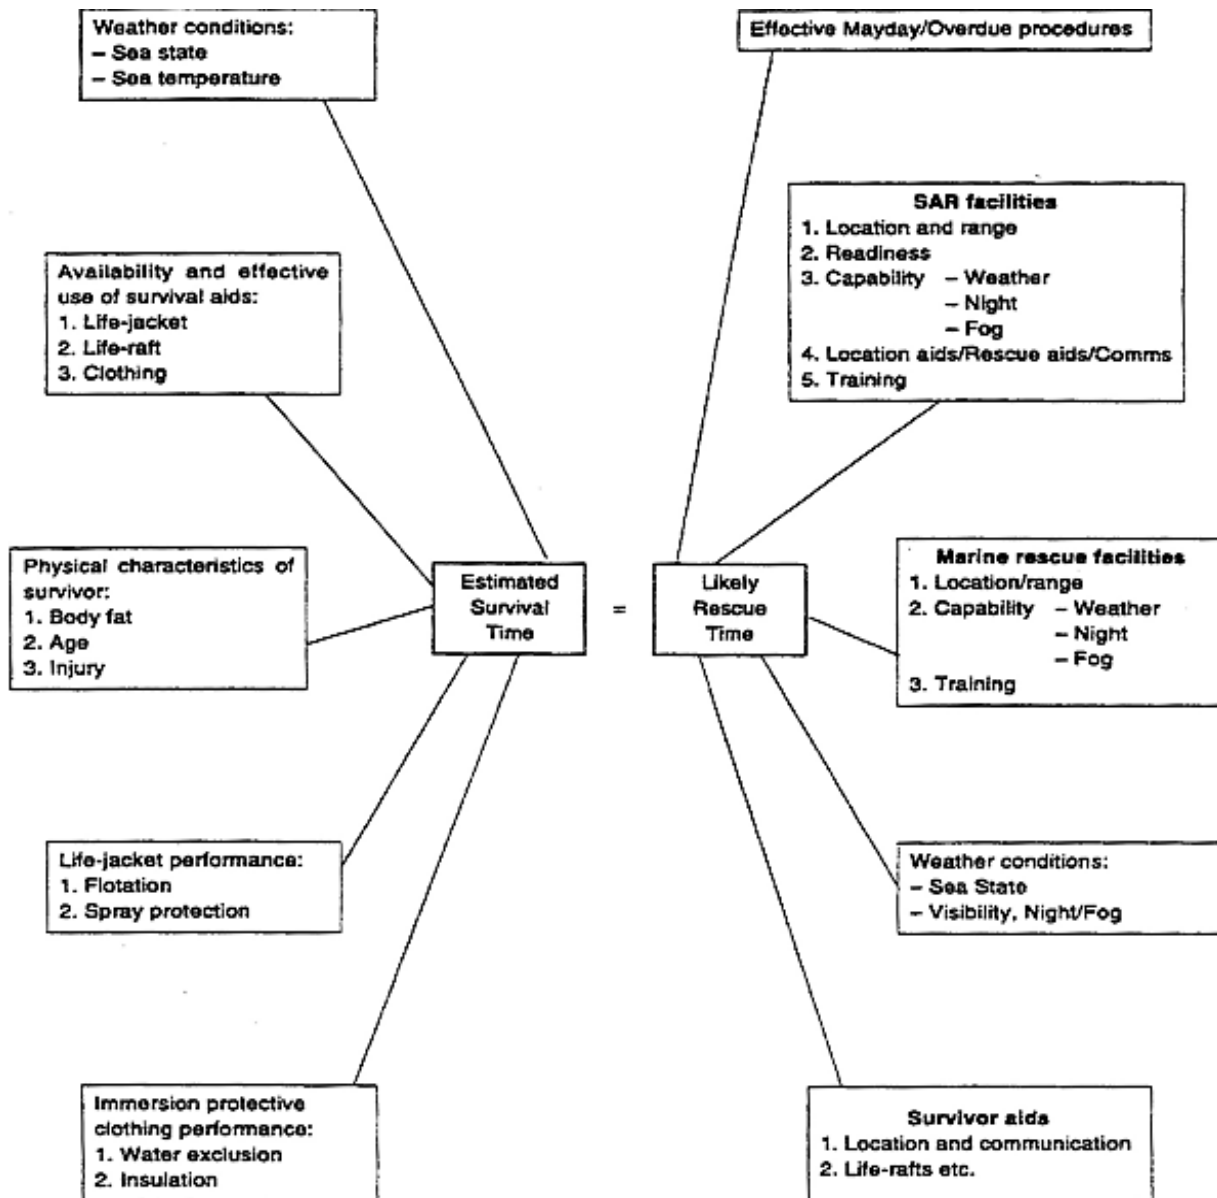 Weather conditions:
– Sea state
– Sea temperature
Effective Mayday/Overdue procedures
SAR facilities
1. Location and range
2. Readiness
3. Capability – Weather
– Night
– Fog
4. Location aids/Rescue aids/Comms
5. Training
Availability and effective
use of survival aids:
1. Life-jacket
2. Life-raft
3. Clothing
Physical characteristics of
survivor:
1. Body fat
2. Age
3. Injury
Estimated
Survival
Time
=
Likely
Rescue
Time
Marine rescue facilities
1. Location/range
2. Capability – Weather
– Night
– Fog
3. Training
Life-jacket performance:
1. Flotation
2. Spray protection
Weather conditions:
– Sea State
– Visibility, Night/Fog
Immersion protective
clothing performance:
1. Water exclusion
2. Insulation
Survivor aids
1. Location and communication
2. Life-rafts etc.